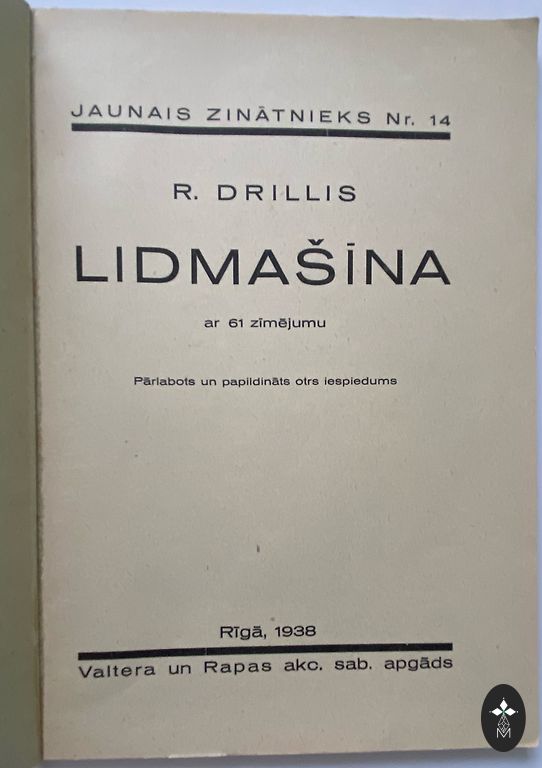 JAUNAIS ZINĀTNIEKS Nr. 14
R. DRILLIS
LIDMAŠĪNA
ar 61 zīmējumu
Pārlabots un papildināts otrs iespiedums
Rīgā, 1938
Valtera un Rapas akc. sab. apgāds